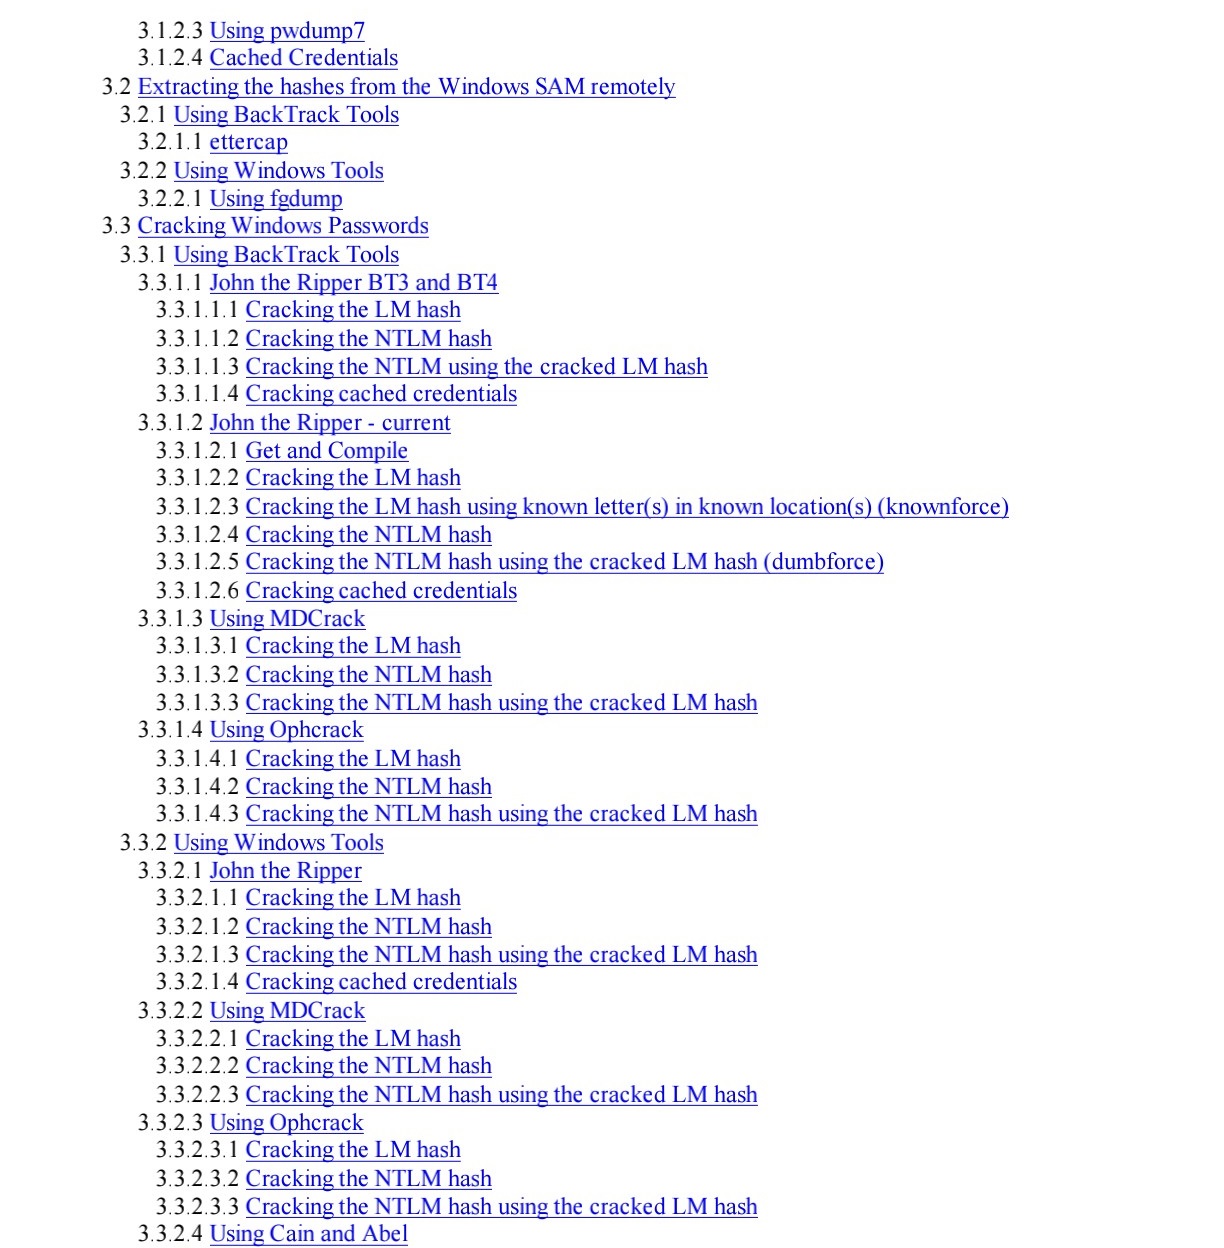 3.1.2.3 Using pwdump7
3.1.2.4 Cached Credentials
3.2 Extracting the hashes from the Windows SAM remotely
3.2.1 Using BackTrack Tools
3.2.1.1 ettercap
3.2.2 Using Windows Tools
3.2.2.1 Using fgdump
3.3 Cracking Windows Passwords
3.3.1 Using BackTrack Tools
3.3.1.1 John the Ripper BT3 and BT4
3.3.1.1.1 Cracking the LM hash
3.3.1.1.2 Cracking the NTLM hash
3.3.1.1.3 Cracking the NTLM using the cracked LM hash
3.3.1.1.4 Cracking cached credentials
3.3.1.2 John the Ripper - current
3.3.1.2.1 Get and Compile
3.3.1.2.2 Cracking the LM hash
3.3.1.2.3 Cracking the LM hash using known letter(s) in known location(s) (knownforce)
3.3.1.2.4 Cracking the NTLM hash
3.3.1.2.5 Cracking the NTLM hash using the cracked LM hash (dumbforce)
3.3.1.2.6 Cracking cached credentials
3.3.1.3 Using MDCrack
3.3.1.3.1 Cracking the LM hash
3.3.1.3.2 Cracking the NTLM hash
3.3.1.3.3 Cracking the NTLM hash using the cracked LM hash
3.3.1.4 Using Ophcrack
3.3.1.4.1 Cracking the LM hash
3.3.1.4.2 Cracking the NTLM hash
3.3.1.4.3 Cracking the NTLM hash using the cracked LM hash
3.3.2 Using Windows Tools
3.3.2.1 John the Ripper
3.3.2.1.1 Cracking the LM hash
3.3.2.1.2 Cracking the NTLM hash
3.3.2.1.3 Cracking the NTLM hash using the cracked LM hash
3.3.2.1.4 Cracking cached credentials
3.3.2.2 Using MDCrack
3.3.2.2.1 Cracking the LM hash
3.3.2.2.2 Cracking the NTLM hash
3.3.2.2.3 Cracking the NTLM hash using the cracked LM hash
3.3.2.3 Using Ophcrack
3.3.2.3.1 Cracking the LM hash
3.3.2.3.2 Cracking the NTLM hash
3.3.2.3.3 Cracking the NTLM hash using the cracked LM hash
3.3.2.4 Using Cain and Abel